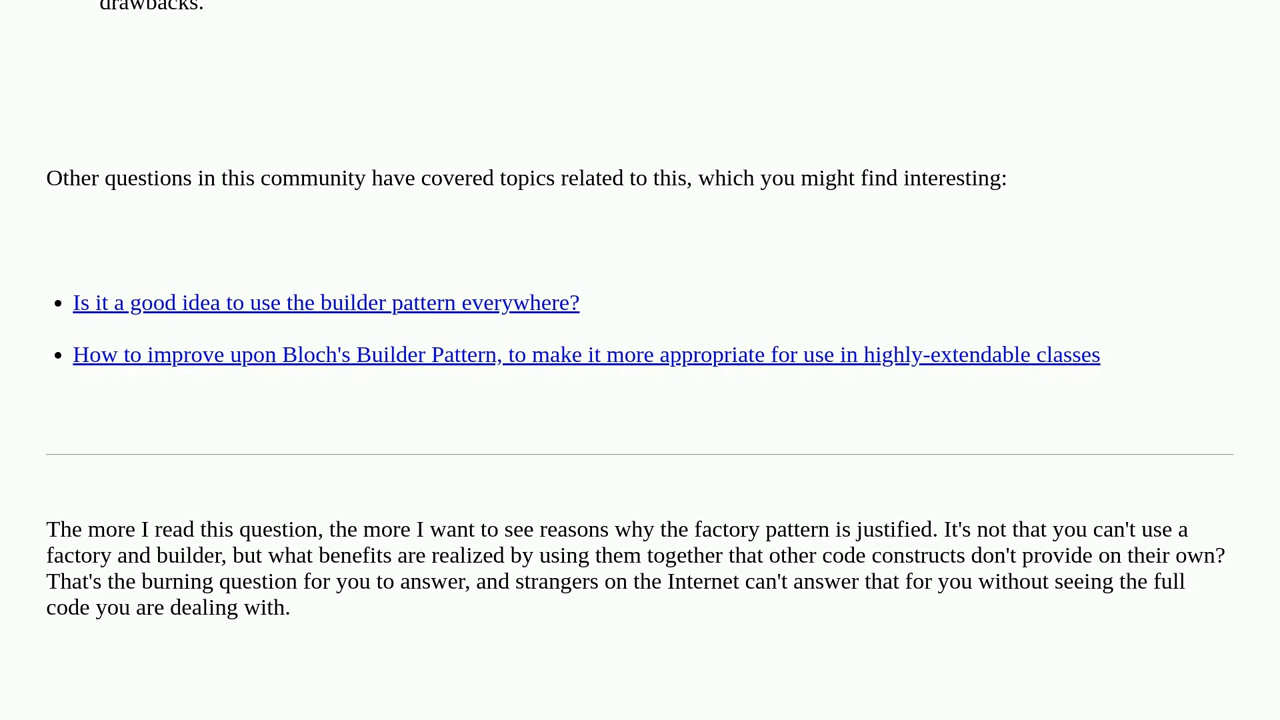 drawbacks.
Other questions in this community have covered topics related to this, which you might find interesting:
• Is it a good idea to use the builder pattern everywhere?
• How to improve upon Bloch's Builder Pattern, to make it more appropriate for use in highly-extendable classes
The more I read this question, the more I want to see reasons why the factory pattern is justified. It's not that you can't use a
factory and builder, but what benefits are realized by using them together that other code constructs don't provide on their own?
That's the burning question for you to answer, and strangers on the Internet can't answer that for you without seeing the full
code you are dealing with.